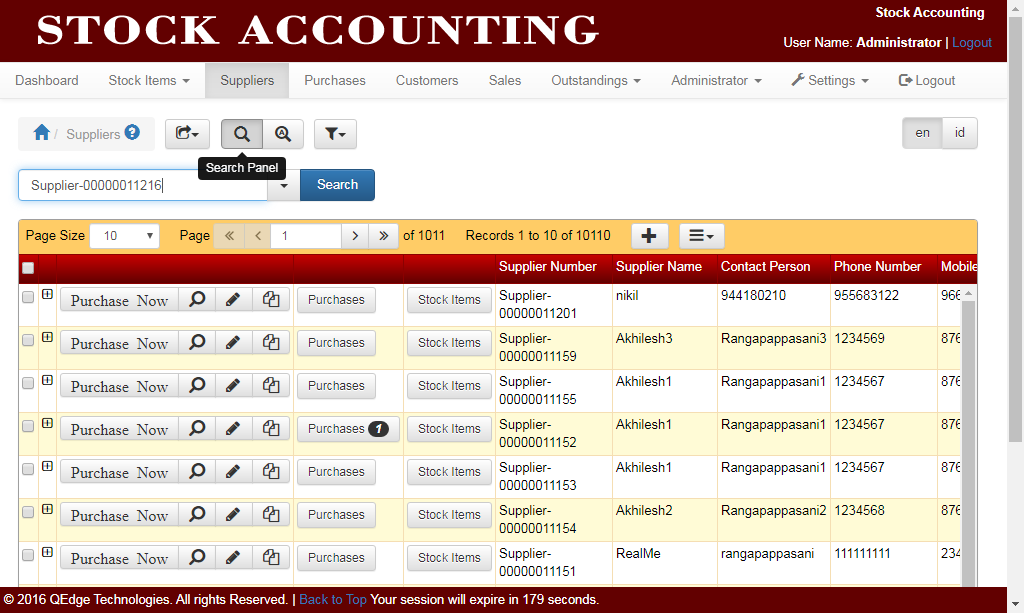 STOCK ACCOUNTING
Stock Accounting
User Name: Administrator | Logout
Dashboard Stock Items Suppliers Purchases Customers Sales Outstandings Administrator Settings Logout
/ Suppliers
en id
Search Panel
Supplier-00000011216 Search
Page Size 10 Page « < 1 > » of 1011 Records 1 to 10 of 10110
Supplier Number Supplier Name Contact Person Phone Number Mobile
Purchase Now Purchases Stock Items Supplier-00000011201 nikil 944180210 955683122 966
Purchase Now Purchases Stock Items Supplier-00000011159 Akhilesh3 Rangapappasani3 1234569 876
Purchase Now Purchases Stock Items Supplier-00000011155 Akhilesh1 Rangapappasani1 1234567 876
Purchase Now Purchases 1 Stock Items Supplier-00000011152 Akhilesh1 Rangapappasani1 1234567 876
Purchase Now Purchases Stock Items Supplier-00000011153 Akhilesh1 Rangapappasani1 1234567 876
Purchase Now Purchases Stock Items Supplier-00000011154 Akhilesh2 Rangapappasani2 1234568 876
Purchase Now Purchases Stock Items Supplier-00000011151 RealMe rangapappasani 111111111 234
© 2016 QEdge Technologies. All rights Reserved. | Back to Top Your session will expire in 179 seconds.